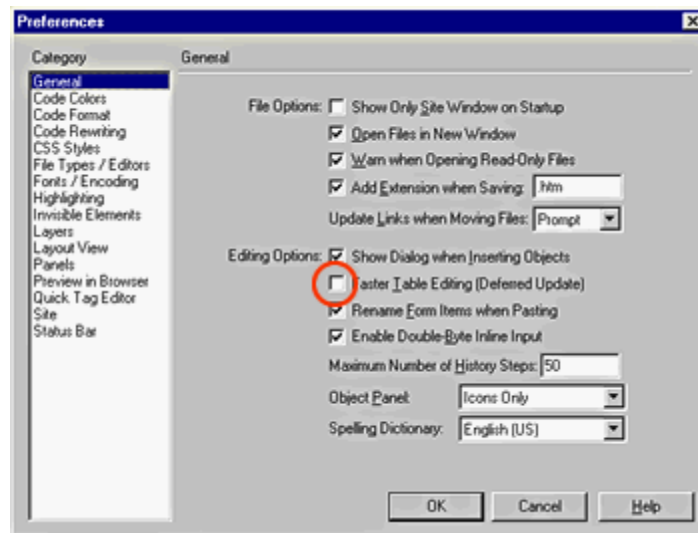 Preferences
Category
General
General
Code Colors
Code Format
Code Rewriting
CSS Styles
File Types / Editors
Fonts / Encoding
Highlighting
Invisible Elements
Layers
Layout View
Panels
Preview in Browser
Quick Tag Editor
Site
Status Bar
File Options: Show Only Site Window on Startup
Open Files in New Window
Warn when Opening Read-Only Files
Add Extension when Saving: .htm
Update Links when Moving Files: Prompt
Editing Options: Show Dialog when Inserting Objects
Faster Table Editing (Deferred Update)
Rename Form Items when Pasting
Enable Double-Byte Inline Input
Maximum Number of History Steps: 50
Object Panel: Icons Only
Spelling Dictionary: English (US)
OK Cancel Help